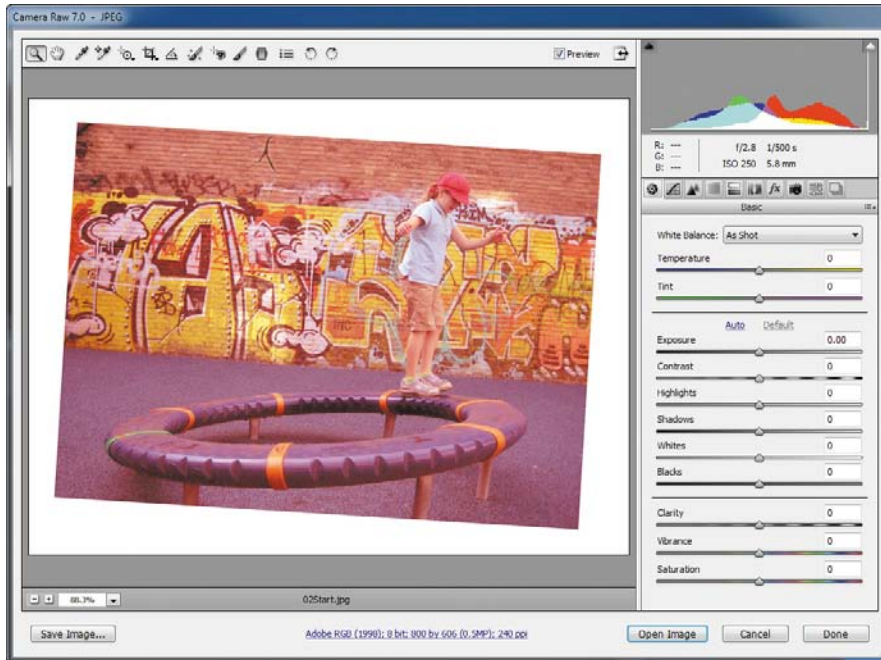 Camera Raw 7.0 - JPEG
Preview
R: ---
G: ---
B: ---
f/2.8 1/500 s
ISO 250 5.8 mm
fx
Basic
White Balance: As Shot
Temperature 0
Tint 0
Auto Default
Exposure 0.00
Contrast 0
Highlights 0
Shadows 0
Whites 0
Blacks 0
Clarity 0
Vibrance 0
Saturation 0
88.3% 02Start.jpg
Save Image... Adobe RGB (1998); 8 bit; 800 by 606 (0.5MP); 240 ppi Open Image Cancel Done